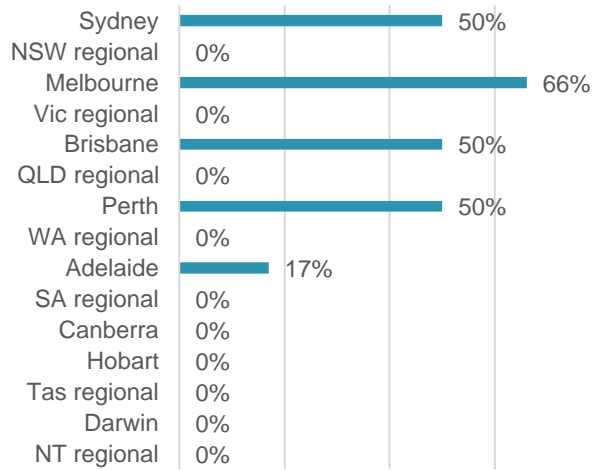 Sydney 50%
NSW regional 0%
Melbourne 66%
Vic regional 0%
Brisbane 50%
QLD regional 0%
Perth 50%
WA regional 0%
Adelaide 17%
SA regional 0%
Canberra 0%
Hobart 0%
Tas regional 0%
Darwin 0%
NT regional 0%